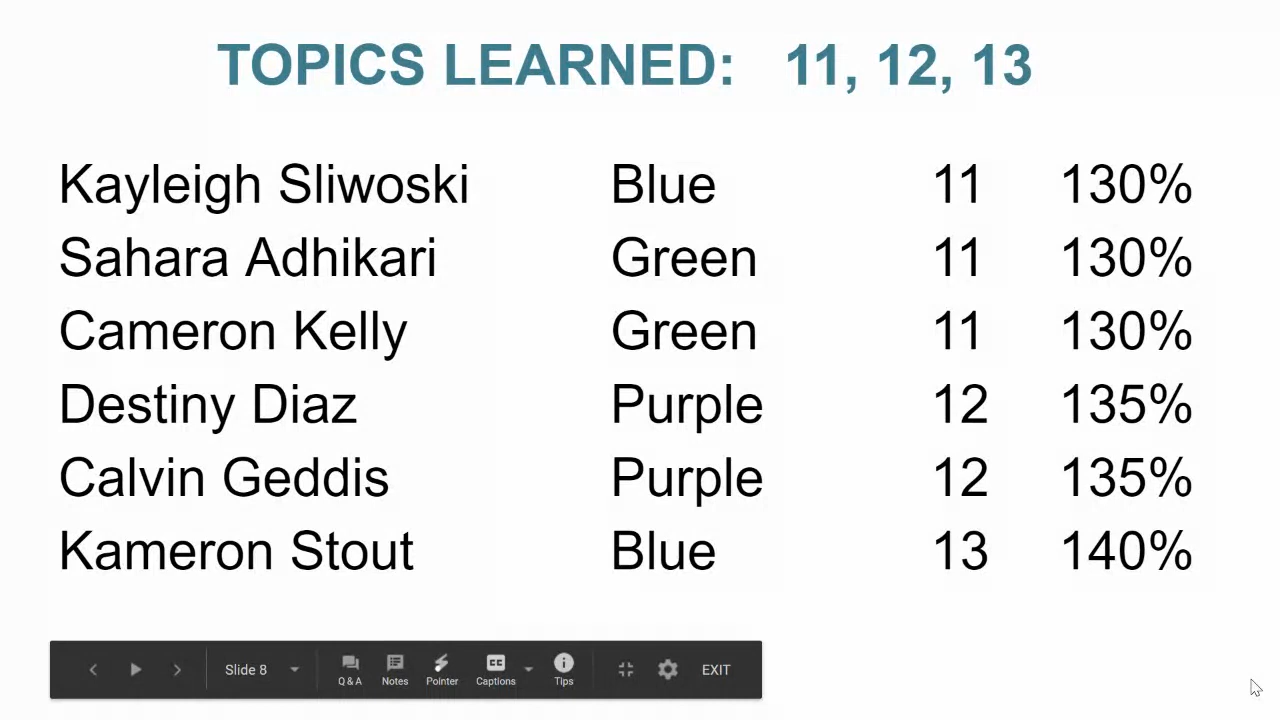 TOPICS LEARNED: 11, 12, 13
Kayleigh Sliwoski Blue 11 130%
Sahara Adhikari Green 11 130%
Cameron Kelly Green 11 130%
Destiny Diaz Purple 12 135%
Calvin Geddis Purple 12 135%
Kameron Stout Blue 13 140%
Slide 8 Q & A Notes Pointer CC Captions Tips EXIT